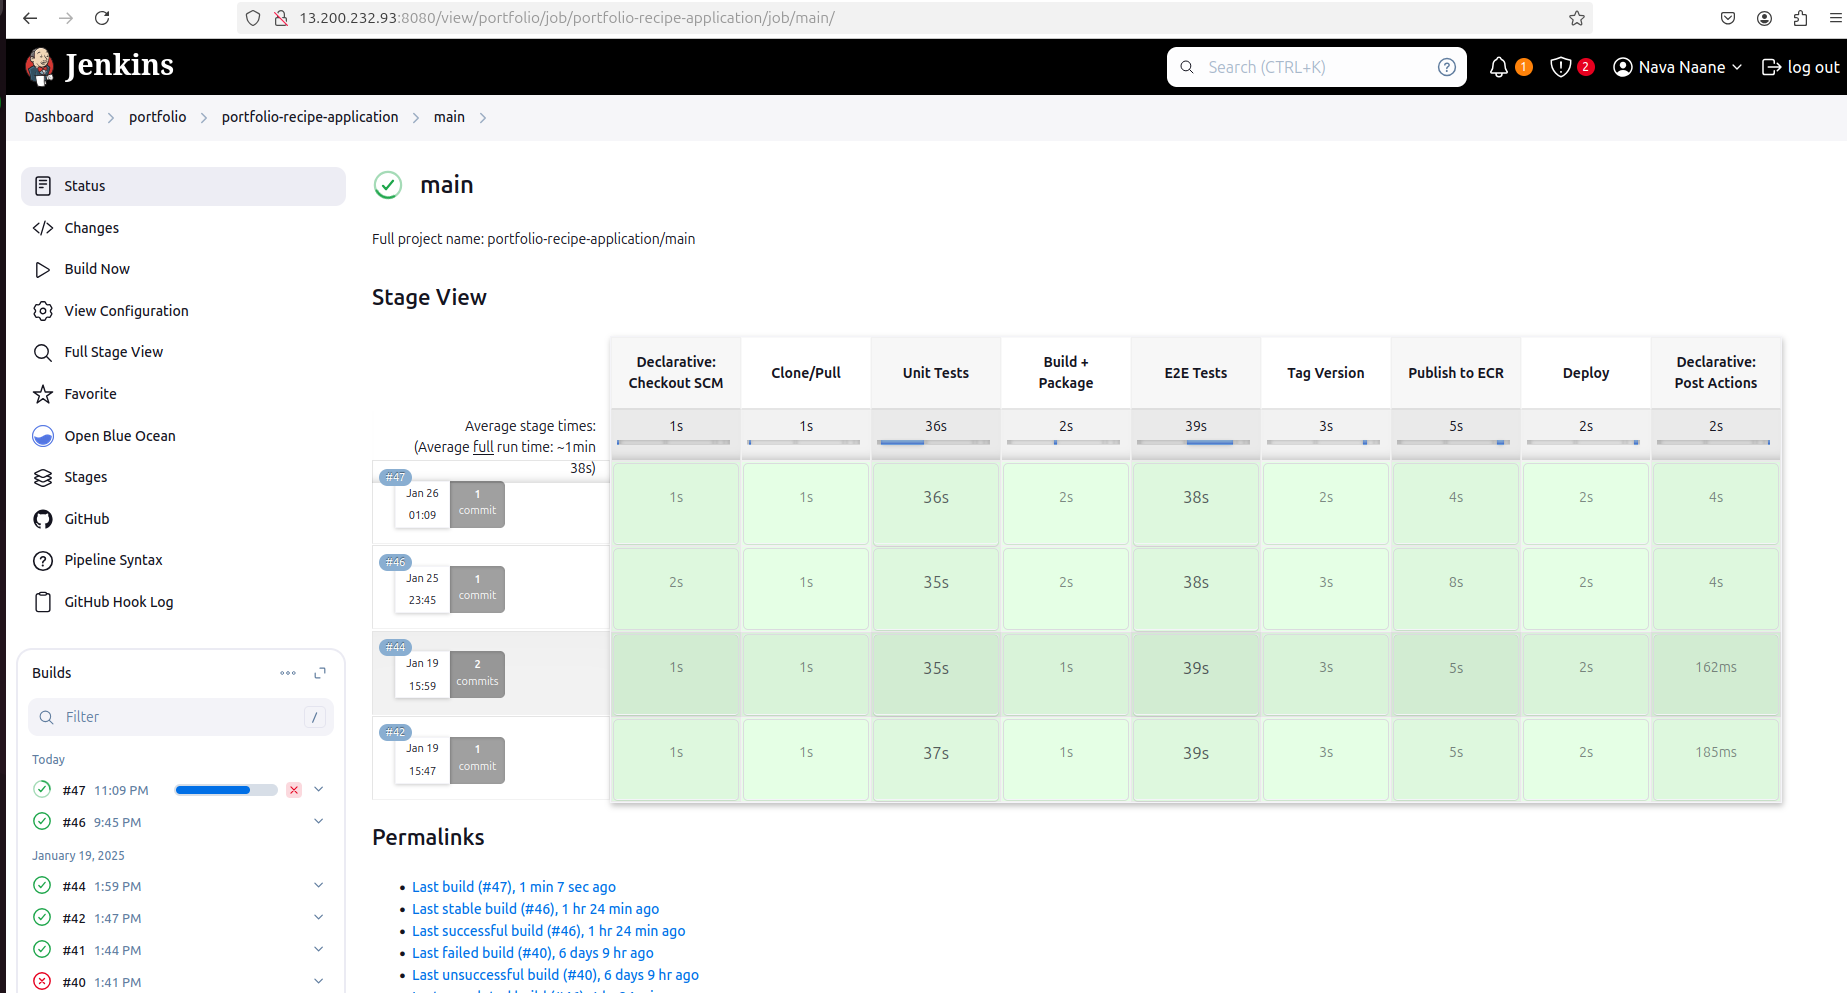 13.200.232.93:8080/view/portfolio/job/portfolio-recipe-application/job/main/
Jenkins
Search (CTRL+K)
?
1
2
Nava Naane
log out
Dashboard
portfolio
portfolio-recipe-application
main
Status
Changes
Build Now
View Configuration
Full Stage View
Favorite
Open Blue Ocean
Stages
GitHub
Pipeline Syntax
GitHub Hook Log
Builds
Filter
/
Today
#47 11:09 PM
#46 9:45 PM
January 19, 2025
#44 1:59 PM
#42 1:47 PM
#41 1:44 PM
#40 1:41 PM
main
Full project name: portfolio-recipe-application/main
Stage View
Declarative: Checkout SCM
Clone/Pull
Unit Tests
Build + Package
E2E Tests
Tag Version
Publish to ECR
Deploy
Declarative: Post Actions
Average stage times:
(Average full run time: ~1min
38s)
1s 1s 36s 2s 39s 3s 5s 2s 2s
#47
Jan 26
01:09
1
commit
1s 1s 36s 2s 38s 2s 4s 2s 4s
#46
Jan 25
23:45
1
commit
2s 1s 35s 2s 38s 3s 8s 2s 4s
#44
Jan 19
15:59
2
commits
1s 1s 35s 1s 39s 3s 5s 2s 162ms
#42
Jan 19
15:47
1
commit
1s 1s 37s 1s 39s 3s 5s 2s 185ms
Permalinks
Last build (#47), 1 min 7 sec ago
Last stable build (#46), 1 hr 24 min ago
Last successful build (#46), 1 hr 24 min ago
Last failed build (#40), 6 days 9 hr ago
Last unsuccessful build (#40), 6 days 9 hr ago